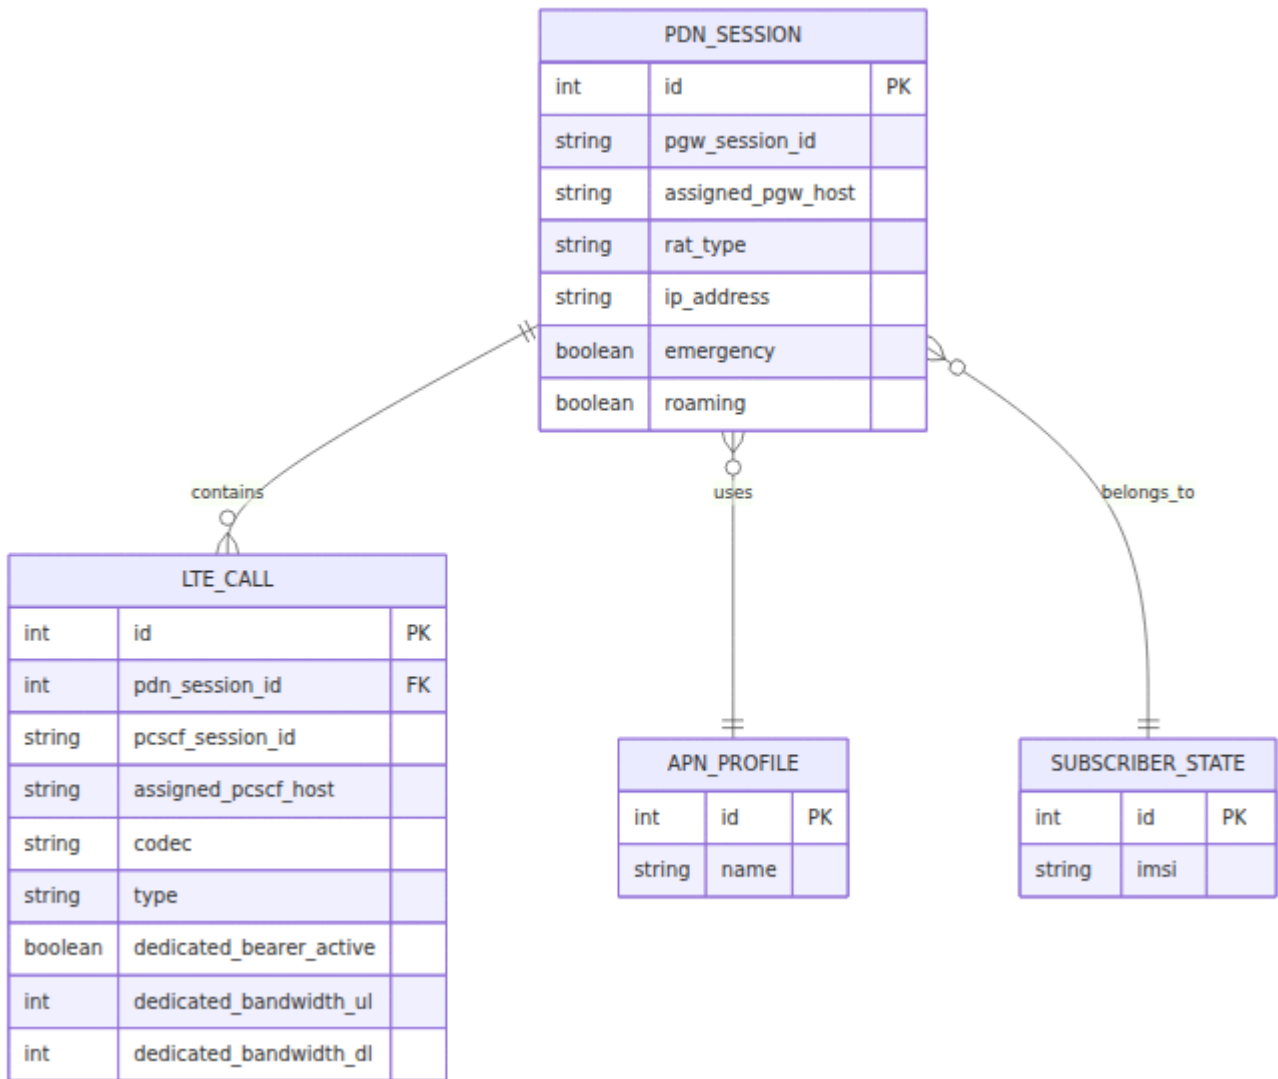 PDN_SESSION
int id PK
string pgw_session_id
string assigned_pgw_host
string rat_type
string ip_address
boolean emergency
boolean roaming
contains
uses
belongs_to
LTE_CALL
int id PK
int pdn_session_id FK
string pcscf_session_id
string assigned_pcscf_host
string codec
string type
boolean dedicated_bearer_active
int dedicated_bandwidth_ul
int dedicated_bandwidth_dl
APN_PROFILE
int id PK
string name
SUBSCRIBER_STATE
int id PK
string imsi